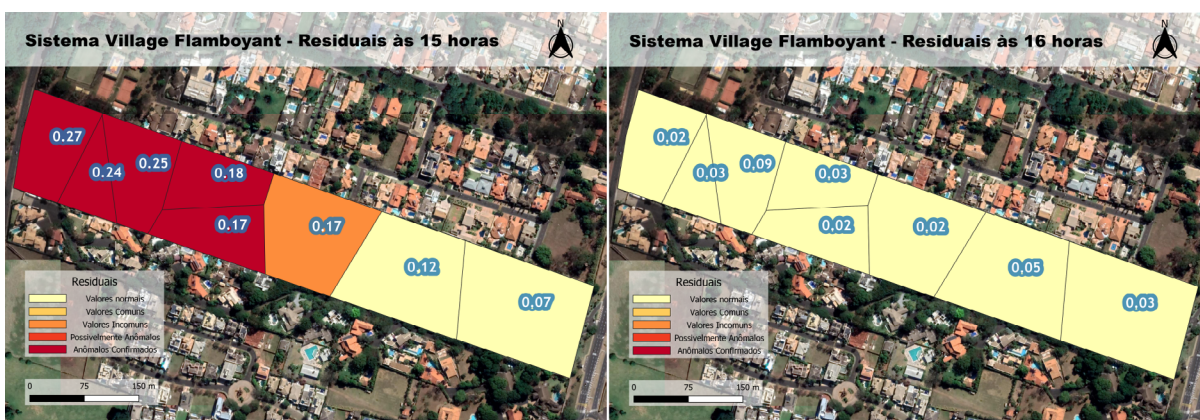 Sistema Village Flamboyant - Residuais às 15 horas
N
0.27
0.24
0.25
0.18
0.17
0.17
0,12
0,07
Residuais
Valores normais
Valores Comuns
Valores Incomuns
Possivelmente Anômalos
Anômalos Confirmados
0 75 150 m
Sistema Village Flamboyant - Residuais às 16 horas
N
0,02
0,03
0,09
0,03
0,02
0,02
0,05
0,03
Residuais
Valores normais
Valores Comuns
Valores Incomuns
Possivelmente Anômalos
Anômalos Confirmados
0 75 150 m